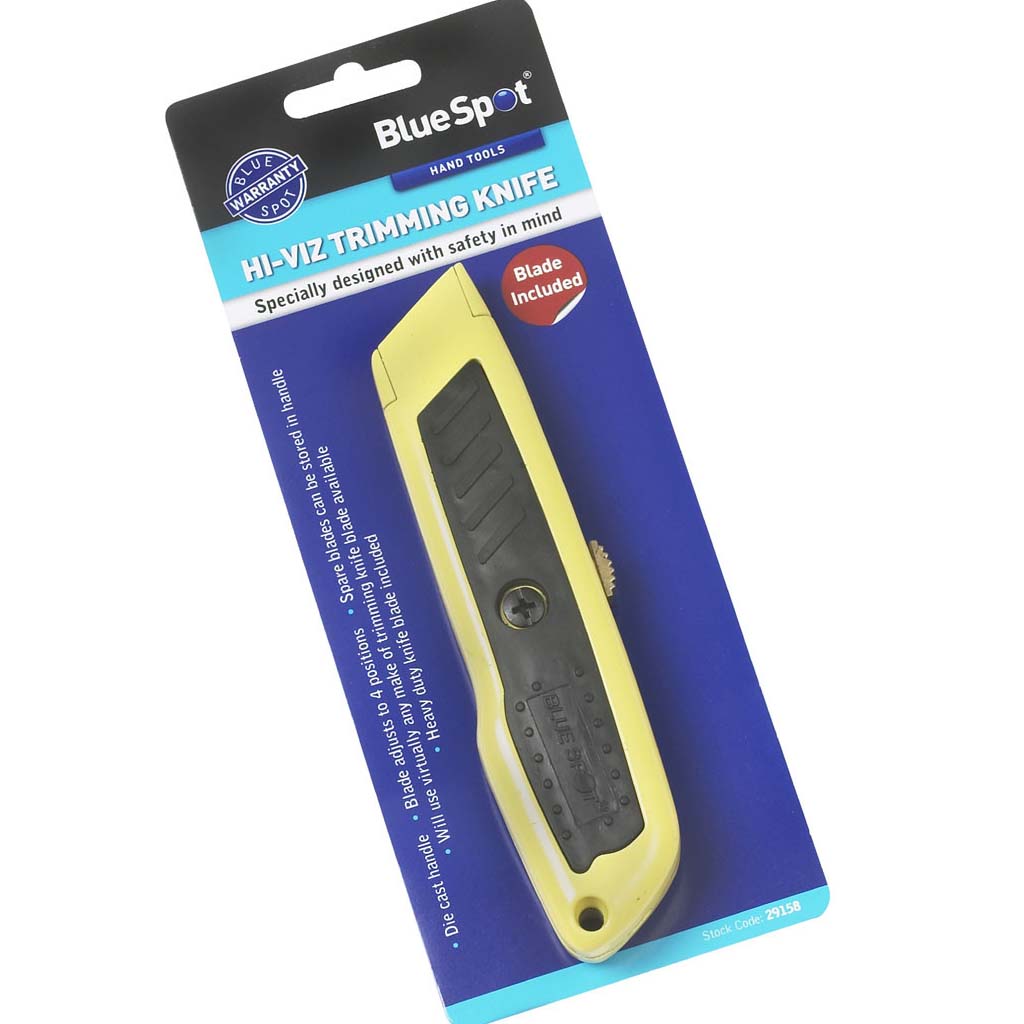 BlueSpot®
HAND TOOLS
BLUE
WARRANTY
SPOT
HI-VIZ TRIMMING KNIFE
Specially designed with safety in mind
Blade
Included
• Die cast handle • Blade adjusts to 4 positions • Spare blades can be stored in handle
• Will use virtually any make of trimming knife blade available
• Heavy duty knife blade included
BLUE SPOT
Stock Code: 29158